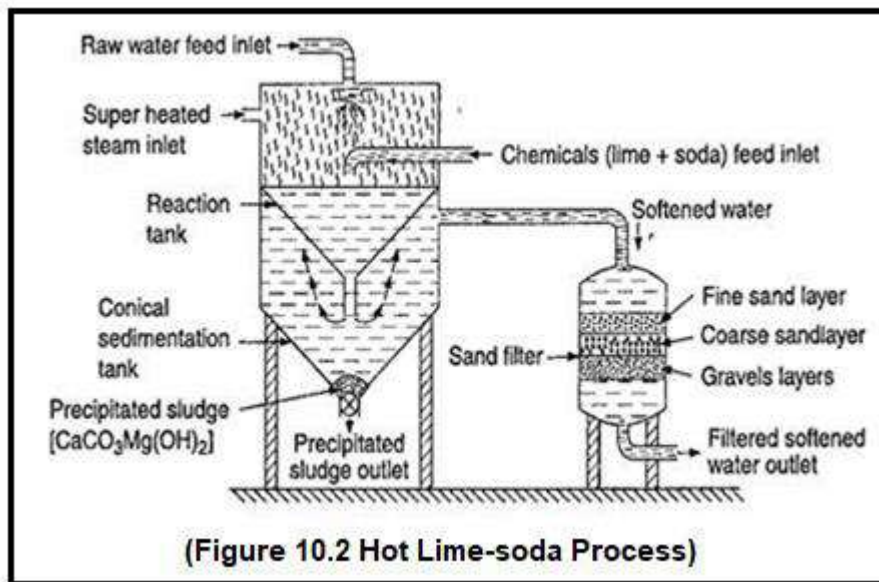 Raw water feed inlet
Super heated
steam inlet
Chemicals (lime + soda) feed inlet
Reaction
tank
Softened water
Fine sand layer
Conical
sedimentation
tank
Coarse sandlayer
Sand filter
Gravels layers
Precipitated sludge
[CaCO₃Mg(OH)₂]
Precipitated
sludge outlet
Filtered softened
water outlet
(Figure 10.2 Hot Lime-soda Process)